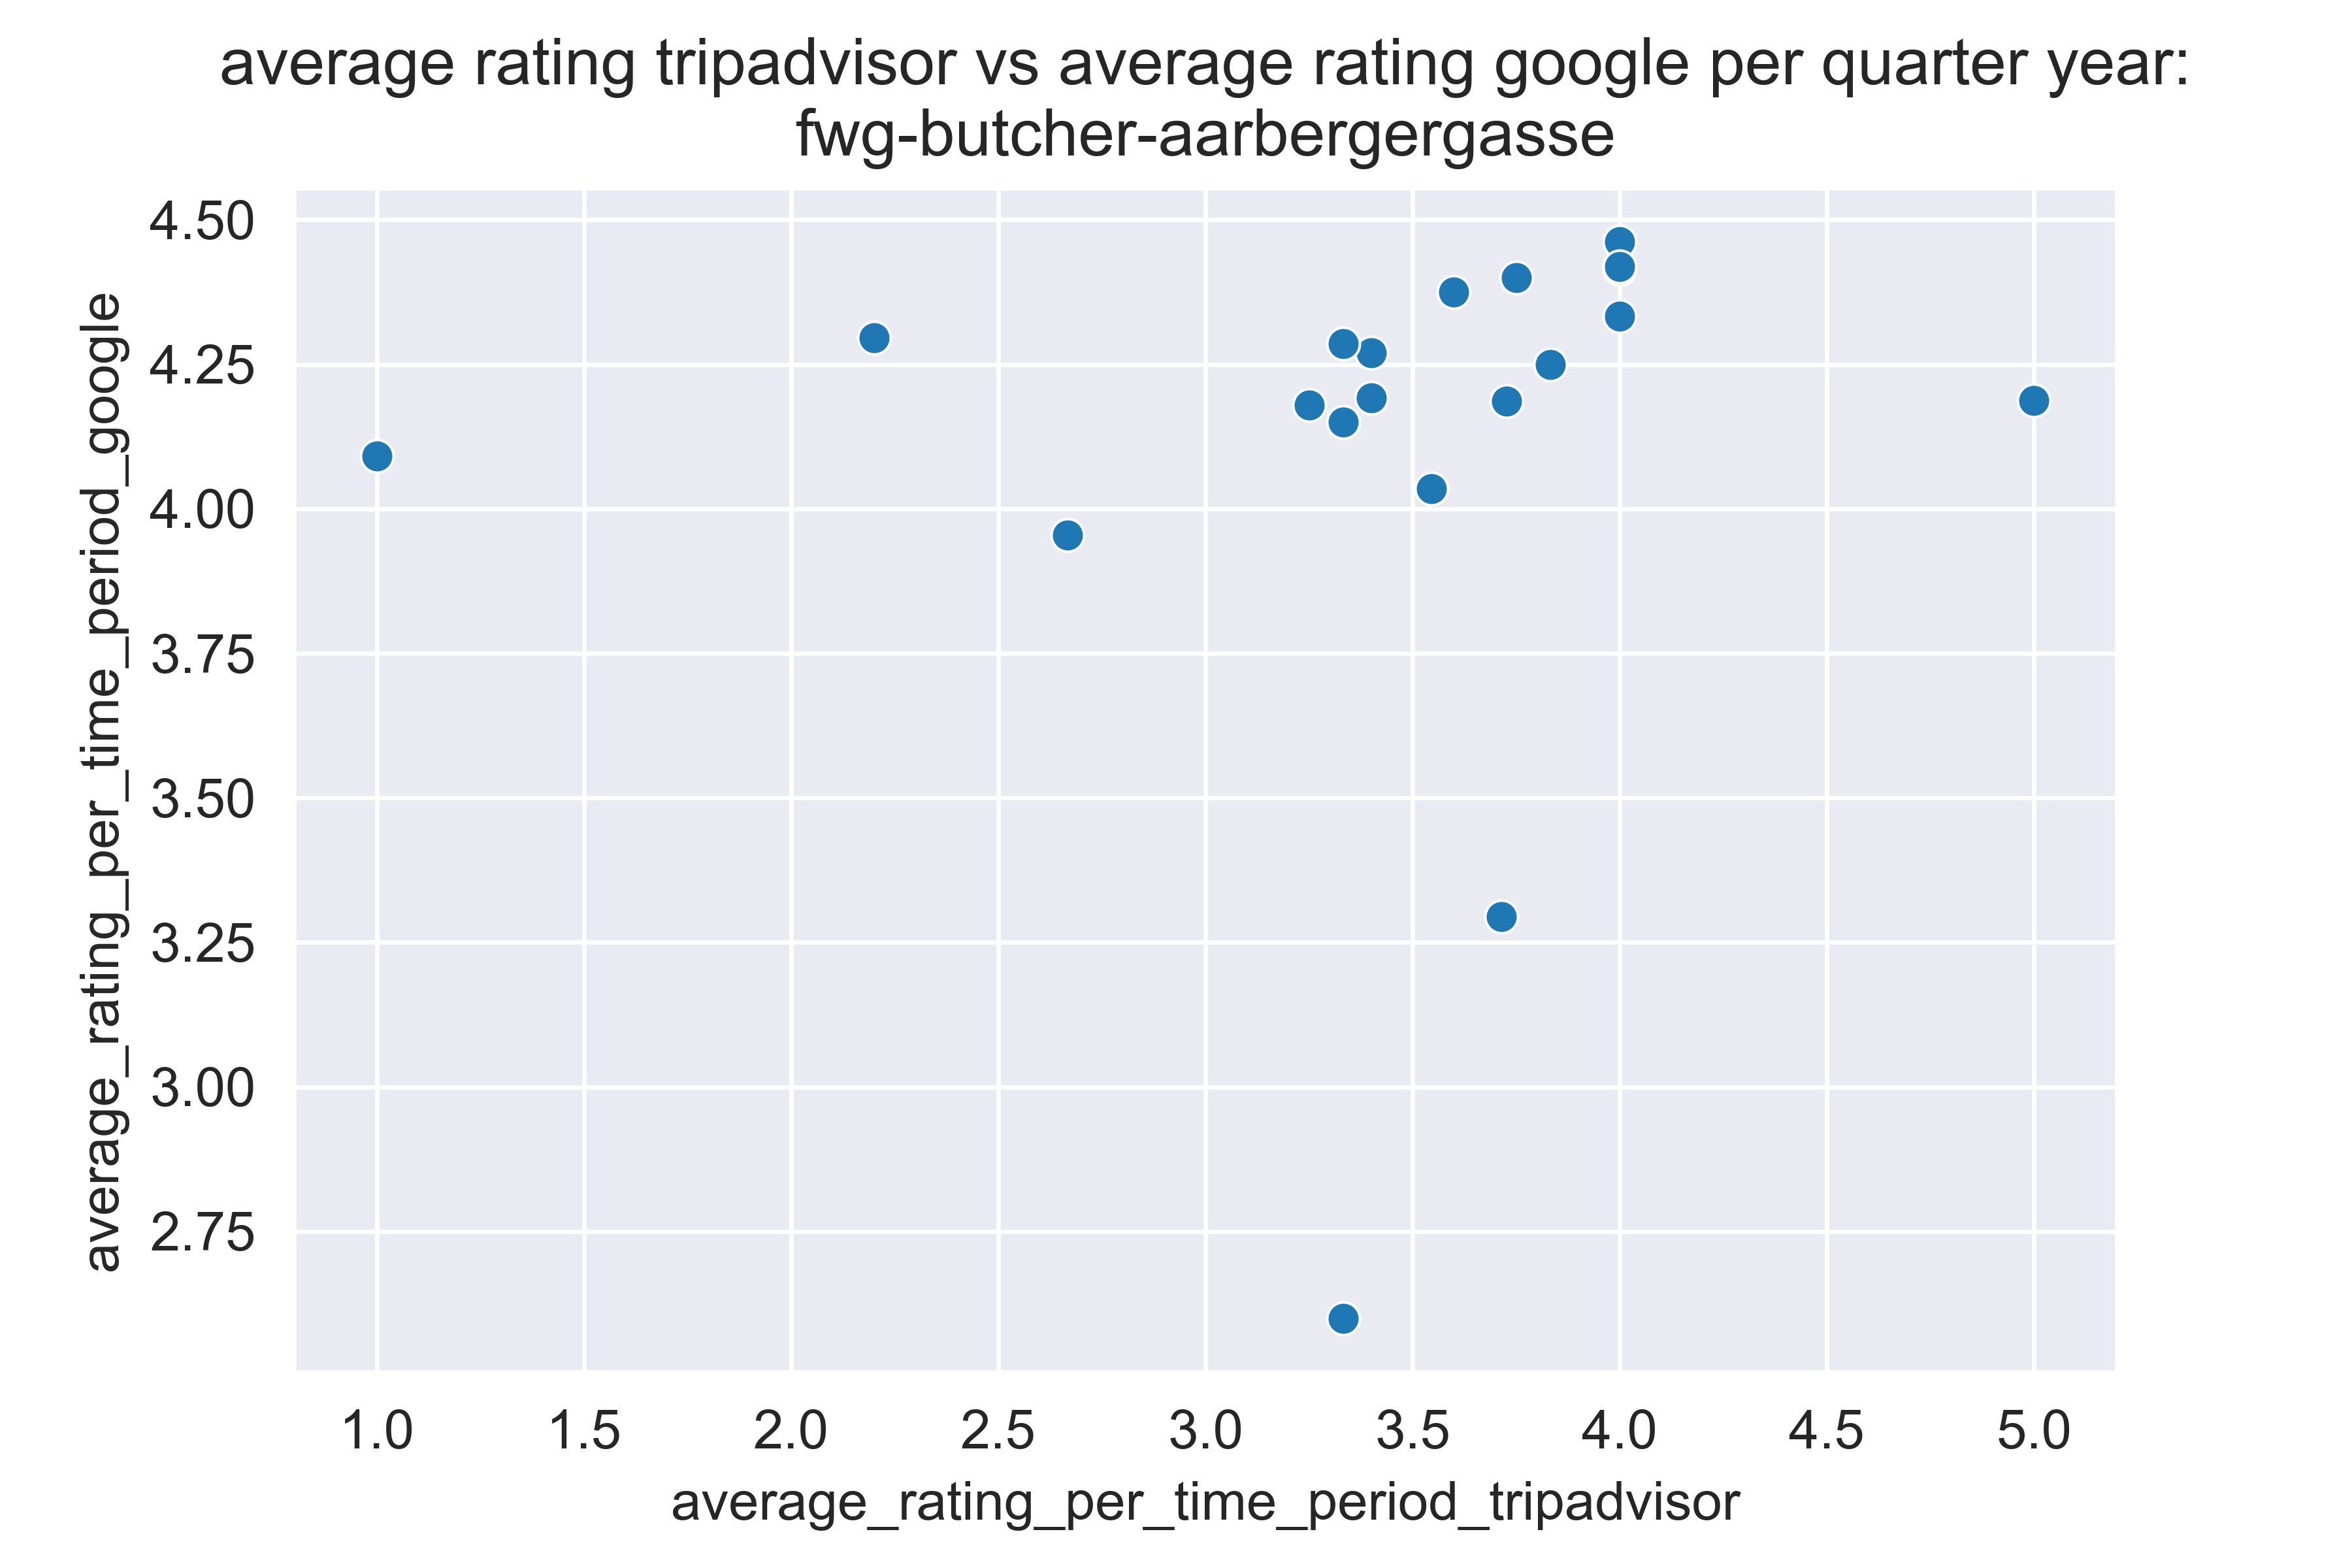 average rating tripadvisor vs average rating google per quarter year:
fwg-butcher-aarbergergasse
average_rating_per_time_period_google
4.50
4.25
4.00
3.75
3.50
3.25
3.00
2.75
1.0 1.5 2.0 2.5 3.0 3.5 4.0 4.5 5.0
average_rating_per_time_period_tripadvisor